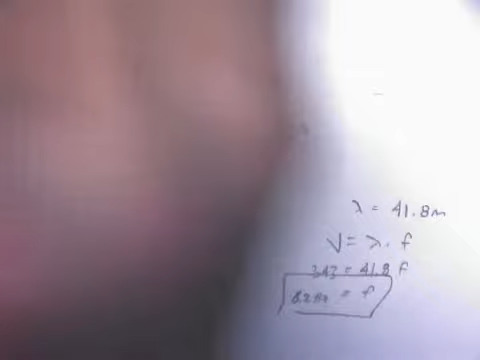 λ = 41.8m
V = λ. f
343 = 41.8 f
8.2Hz = f